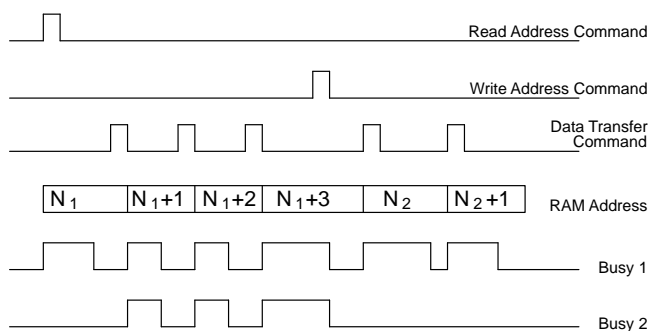 Read Address Command
Write Address Command
Data Transfer
Command
N1 N1+1 N1+2 N1+3 N2 N2+1 RAM Address
Busy 1
Busy 2